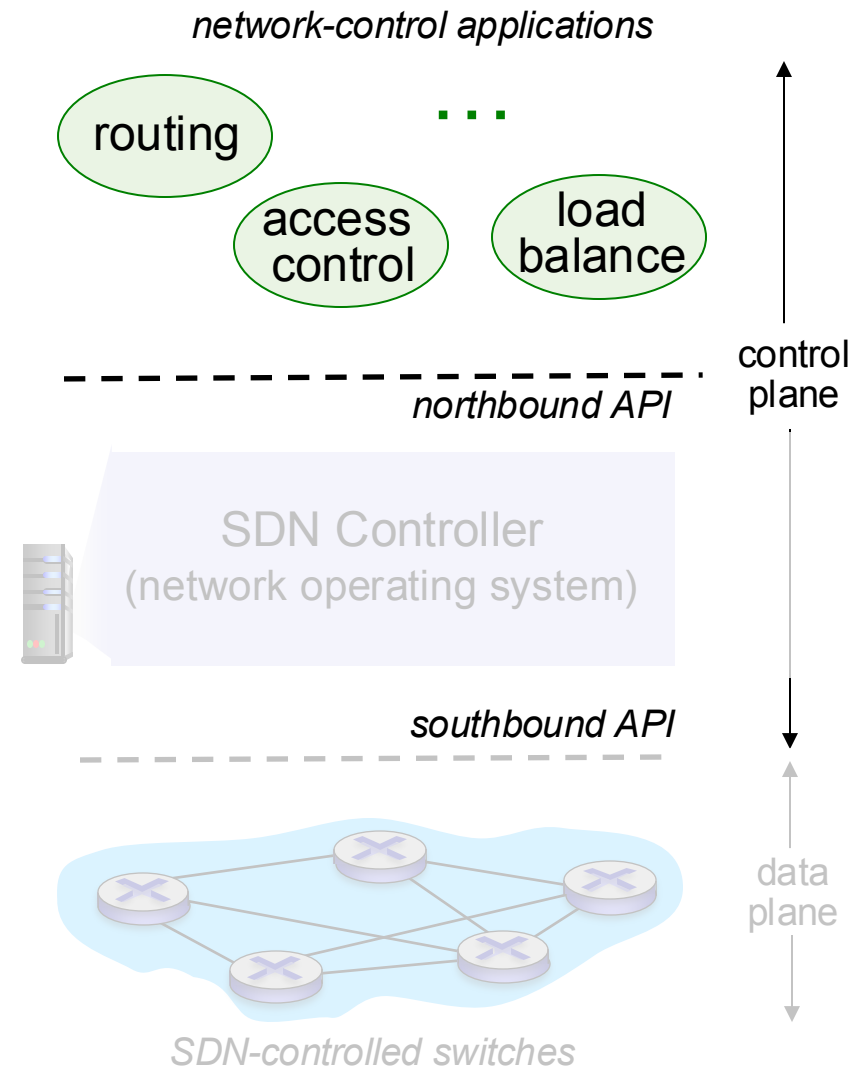 network-control applications
routing
...
access
control
load
balance
control
plane
northbound API
SDN Controller
(network operating system)
southbound API
data
plane
SDN-controlled switches